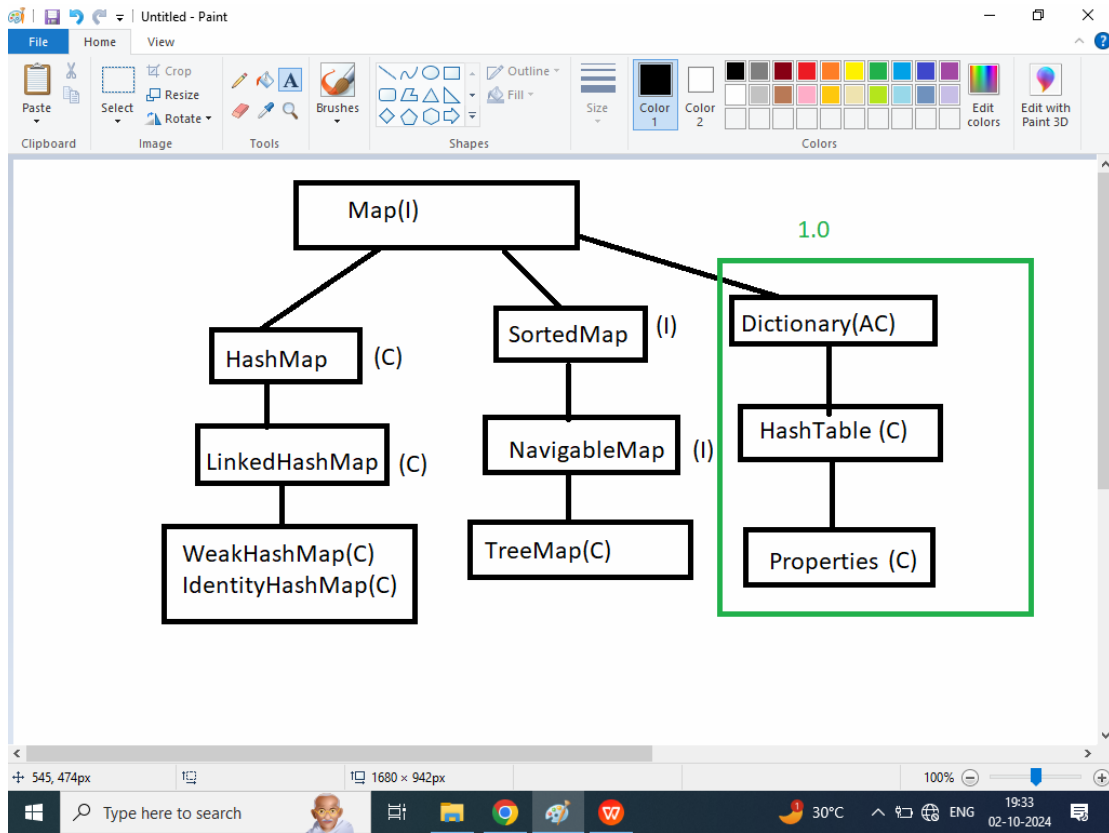 Untitled - Paint
File Home View
Paste
Clipboard
Select
Crop
Resize
Rotate
Image
Tools
Brushes
Outline
Fill
Shapes
Size
Color 1
Color 2
Edit colors
Edit with Paint 3D
Colors
Map(I)
1.0
HashMap (C)
SortedMap (I)
Dictionary(AC)
LinkedHashMap (C)
NavigableMap (I)
HashTable (C)
WeakHashMap(C)
IdentityHashMap(C)
TreeMap(C)
Properties (C)
545, 474px
1680 × 942px
100%
Type here to search
1
30°C
ENG
19:33
02-10-2024